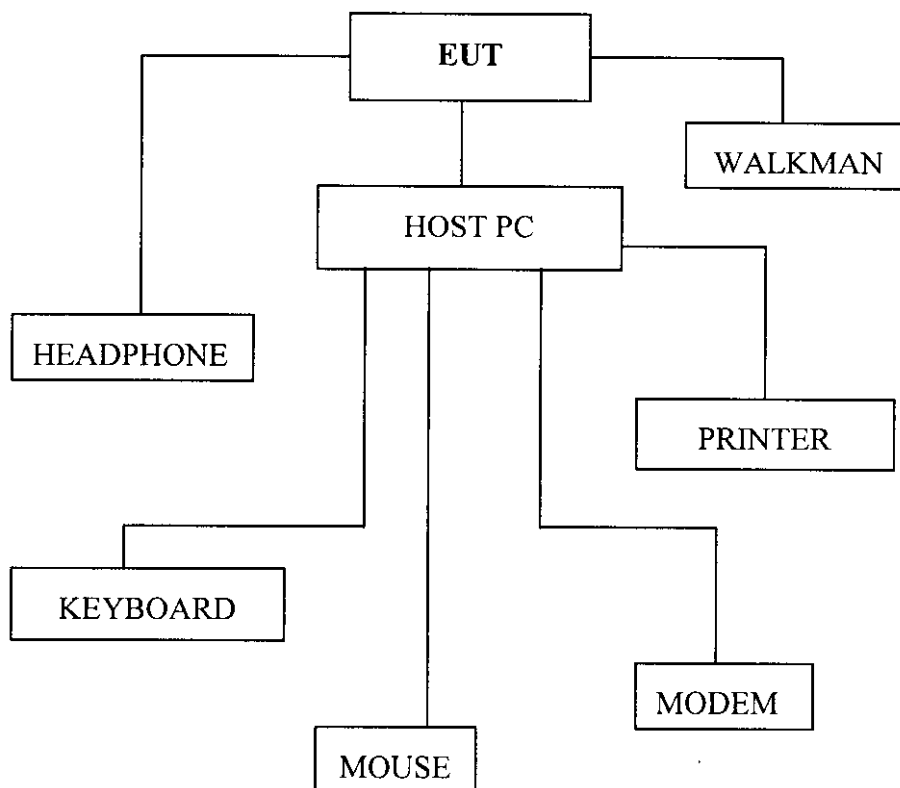 EUT
WALKMAN
HOST PC
HEADPHONE
PRINTER
KEYBOARD
MODEM
MOUSE